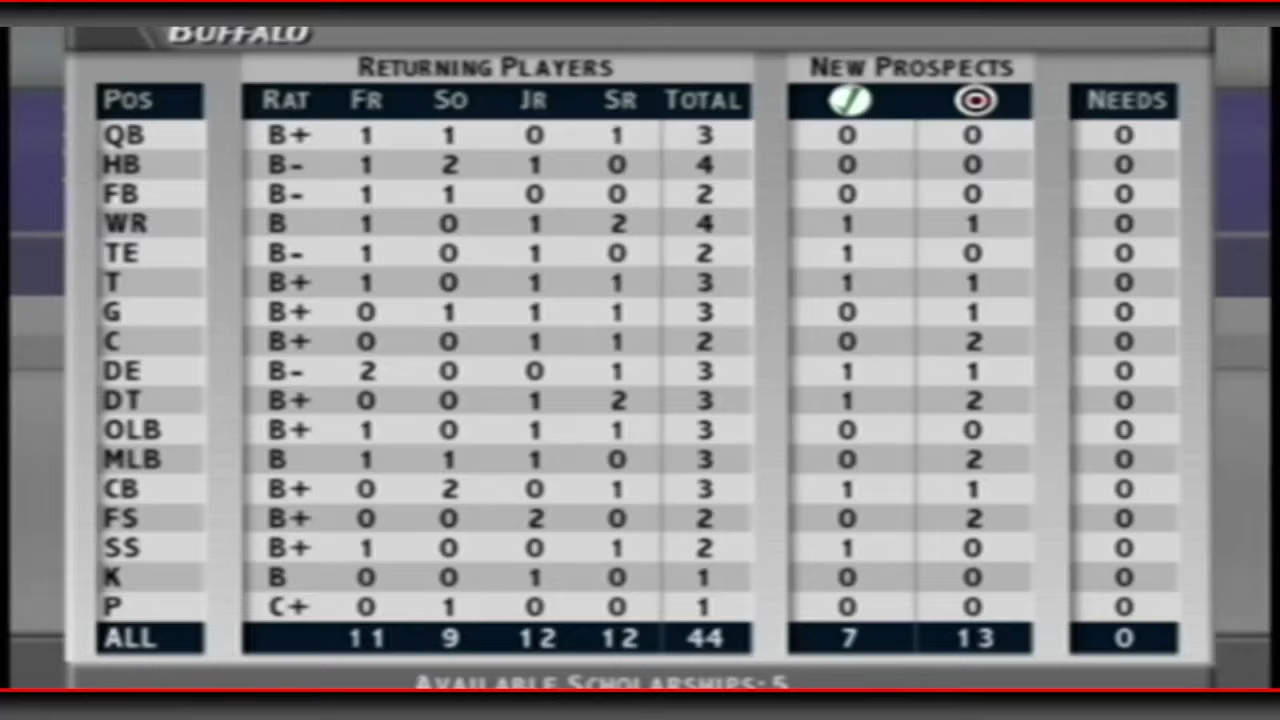 BUFFALO
RETURNING PLAYERS NEW PROSPECTS
POS RAT FR SO JR SR TOTAL NEEDS
QB B+ 1 1 0 1 3 0 0 0
HB B- 1 2 1 0 4 0 0 0
FB B- 1 1 0 0 2 0 0 0
WR B 1 0 1 2 4 1 1 0
TE B- 1 0 1 0 2 1 0 0
T B+ 1 0 1 1 3 1 1 0
G B+ 0 1 1 1 3 0 1 0
C B+ 0 0 1 1 2 0 2 0
DE B- 2 0 0 1 3 1 1 0
DT B+ 0 0 1 2 3 1 2 0
OLB B+ 1 0 1 1 3 0 0 0
MLB B 1 1 1 0 3 0 2 0
CB B+ 0 2 0 1 3 1 1 0
FS B+ 0 0 2 0 2 0 2 0
SS B+ 1 0 0 1 2 1 0 0
K B 0 0 1 0 1 0 0 0
P C+ 0 1 0 0 1 0 0 0
ALL 11 9 12 12 44 7 13 0
AVAILABLE SCHOLARSHIPS: 5